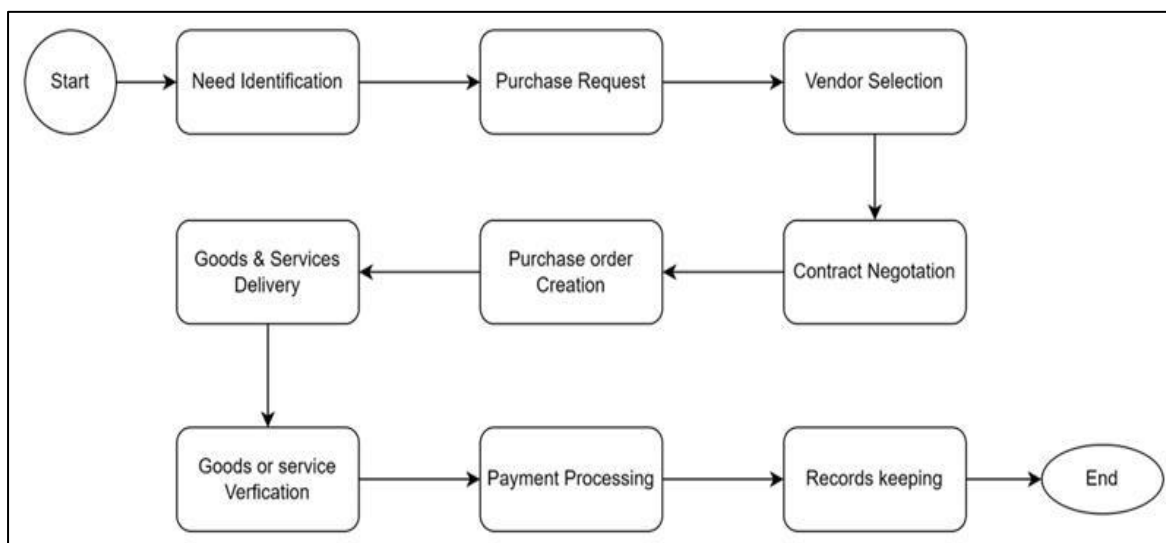 Start
Need Identification
Purchase Request
Vendor Selection
Contract Negotation
Purchase order
Creation
Goods & Services
Delivery
Goods or service
Verfication
Payment Processing
Records keeping
End